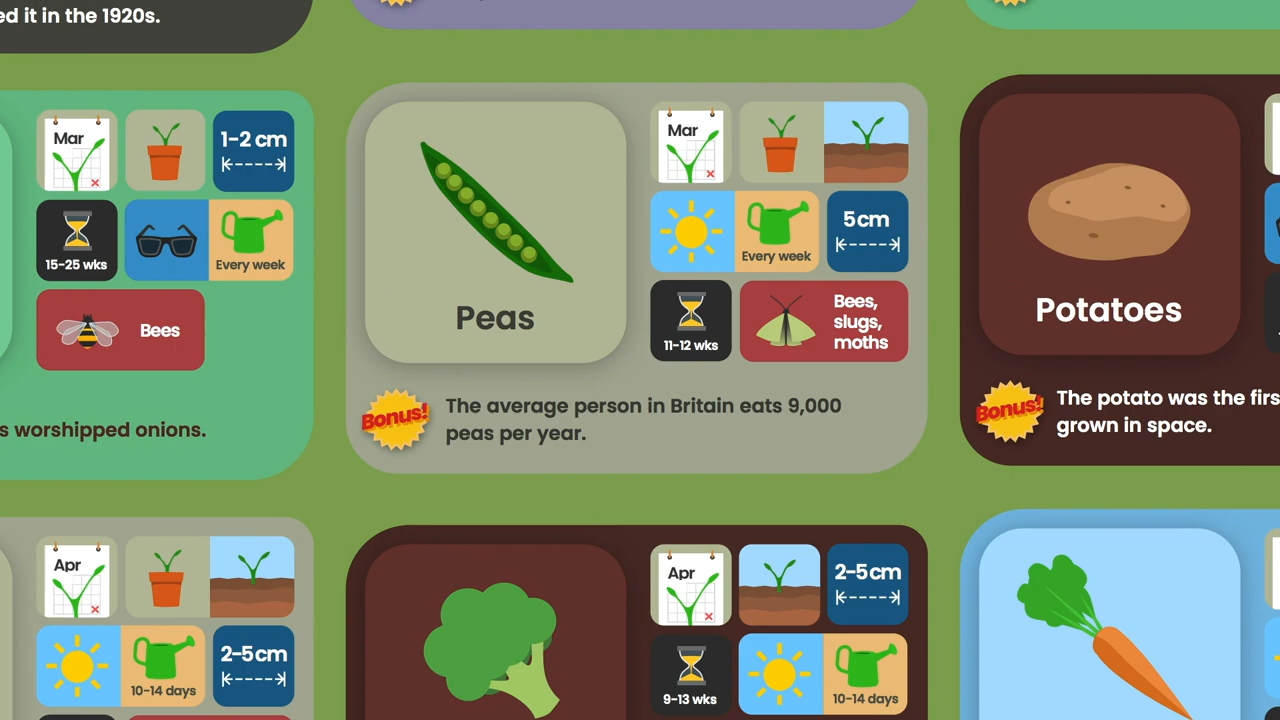 ed it in the 1920s.
Mar
1-2 cm
15-25 wks
Every week
Bees
s worshipped onions.
Peas
Mar
Every week
5cm
11-12 wks
Bees,
slugs,
moths
Bonus!
The average person in Britain eats 9,000
peas per year.
Potatoes
Bonus!
The potato was the firs
grown in space.
Apr
10-14 days
2-5cm
Apr
2-5cm
9-13 wks
10-14 days